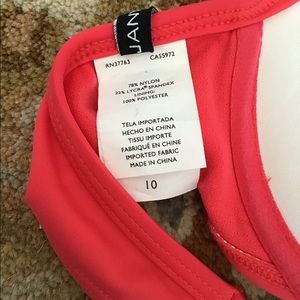 JANT
RN37763 CA55972
78% NYLON
22% LYCRA® SPANDEX
LINING:
100% POLYESTER
TELA IMPORTADA
HECHO EN CHINA
TISSU IMPORTE
FABRIQUÉ EN CHINE
IMPORTED FABRIC
MADE IN CHINA
10